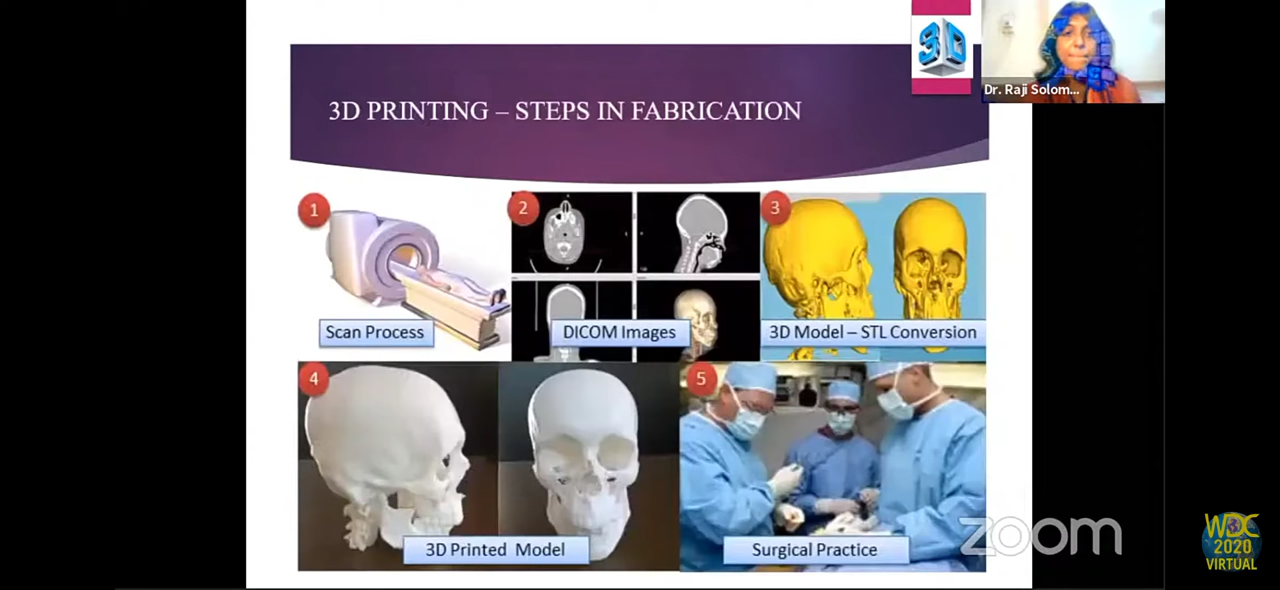 3D
Dr. Raji Solom...
3D PRINTING – STEPS IN FABRICATION
1
2
3
Scan Process
DICOM Images
3D Model – STL Conversion
4
5
3D Printed Model
Surgical Practice
zoom
WDC
2020
VIRTUAL